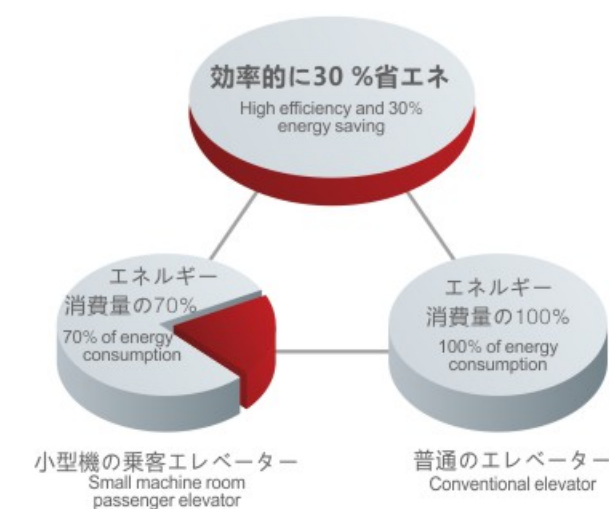 効率的に30 %省エネ
High efficiency and 30%
energy saving
エネルギー
消費量の70%
70% of energy
consumption
エネルギー
消費量の100%
100% of energy
consumption
小型機の乗客エレベーター
Small machine room
passenger elevator
普通のエレベーター
Conventional elevator